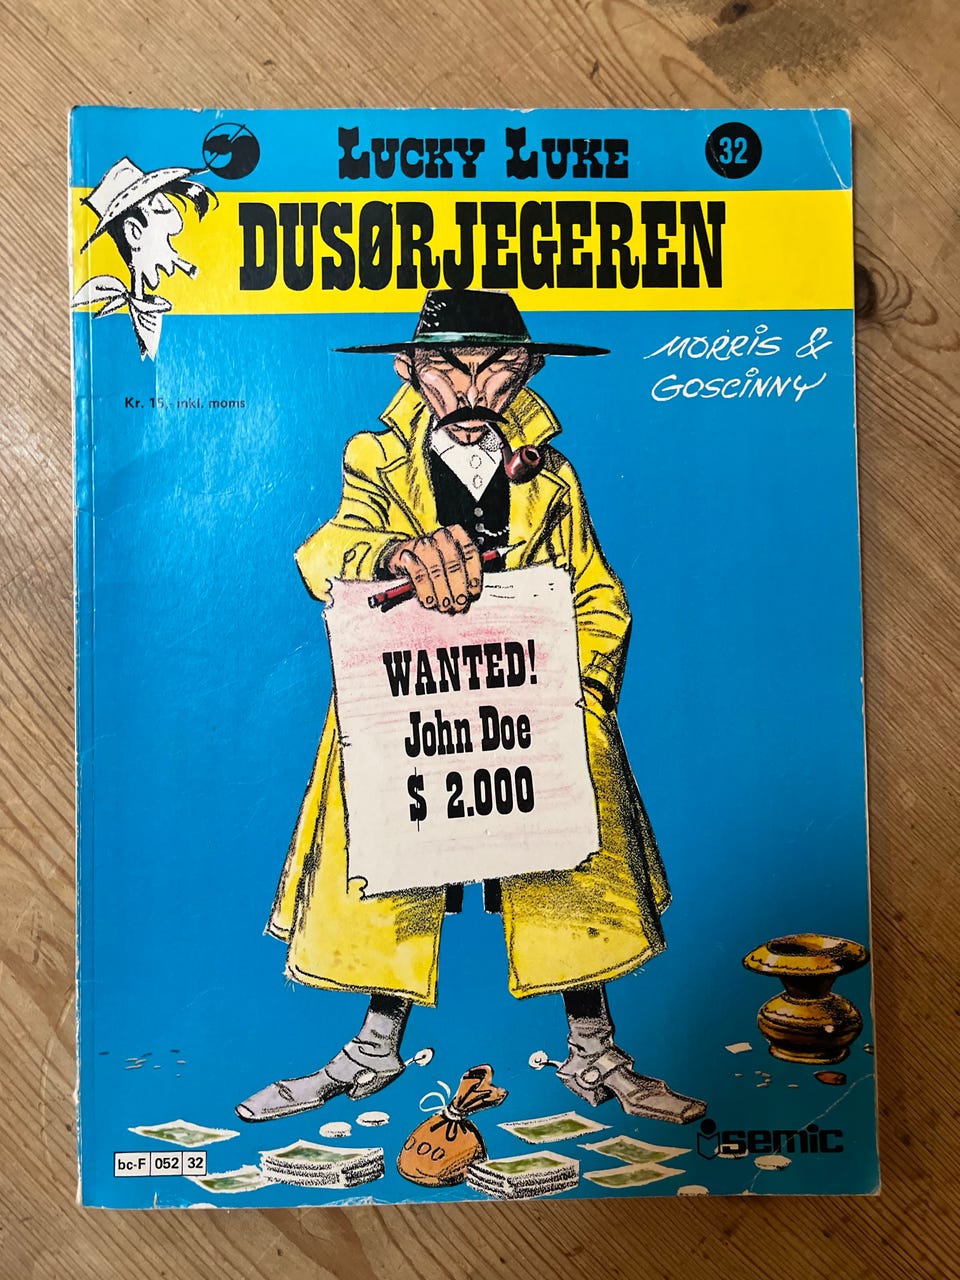 LUCKY LUKE
32
DUSØRJEGEREN
MORRIS &
GOSCINNY
Kr. 15,- inkl. moms
WANTED!
John Doe
$ 2.000
semic
bc-F 052 32